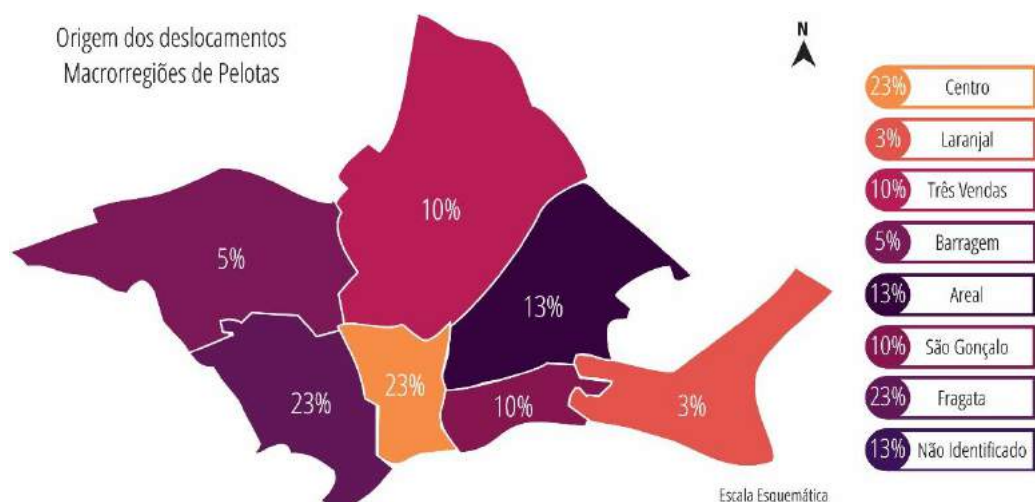 Origem dos deslocamentos
Macrorregiões de Pelotas
N
10%
5%
13%
23%
23%
10%
3%
23% Centro
3% Laranjal
10% Três Vendas
5% Barragem
13% Areal
10% São Gonçalo
23% Fragata
13% Não Identificado
Escala Esquemática